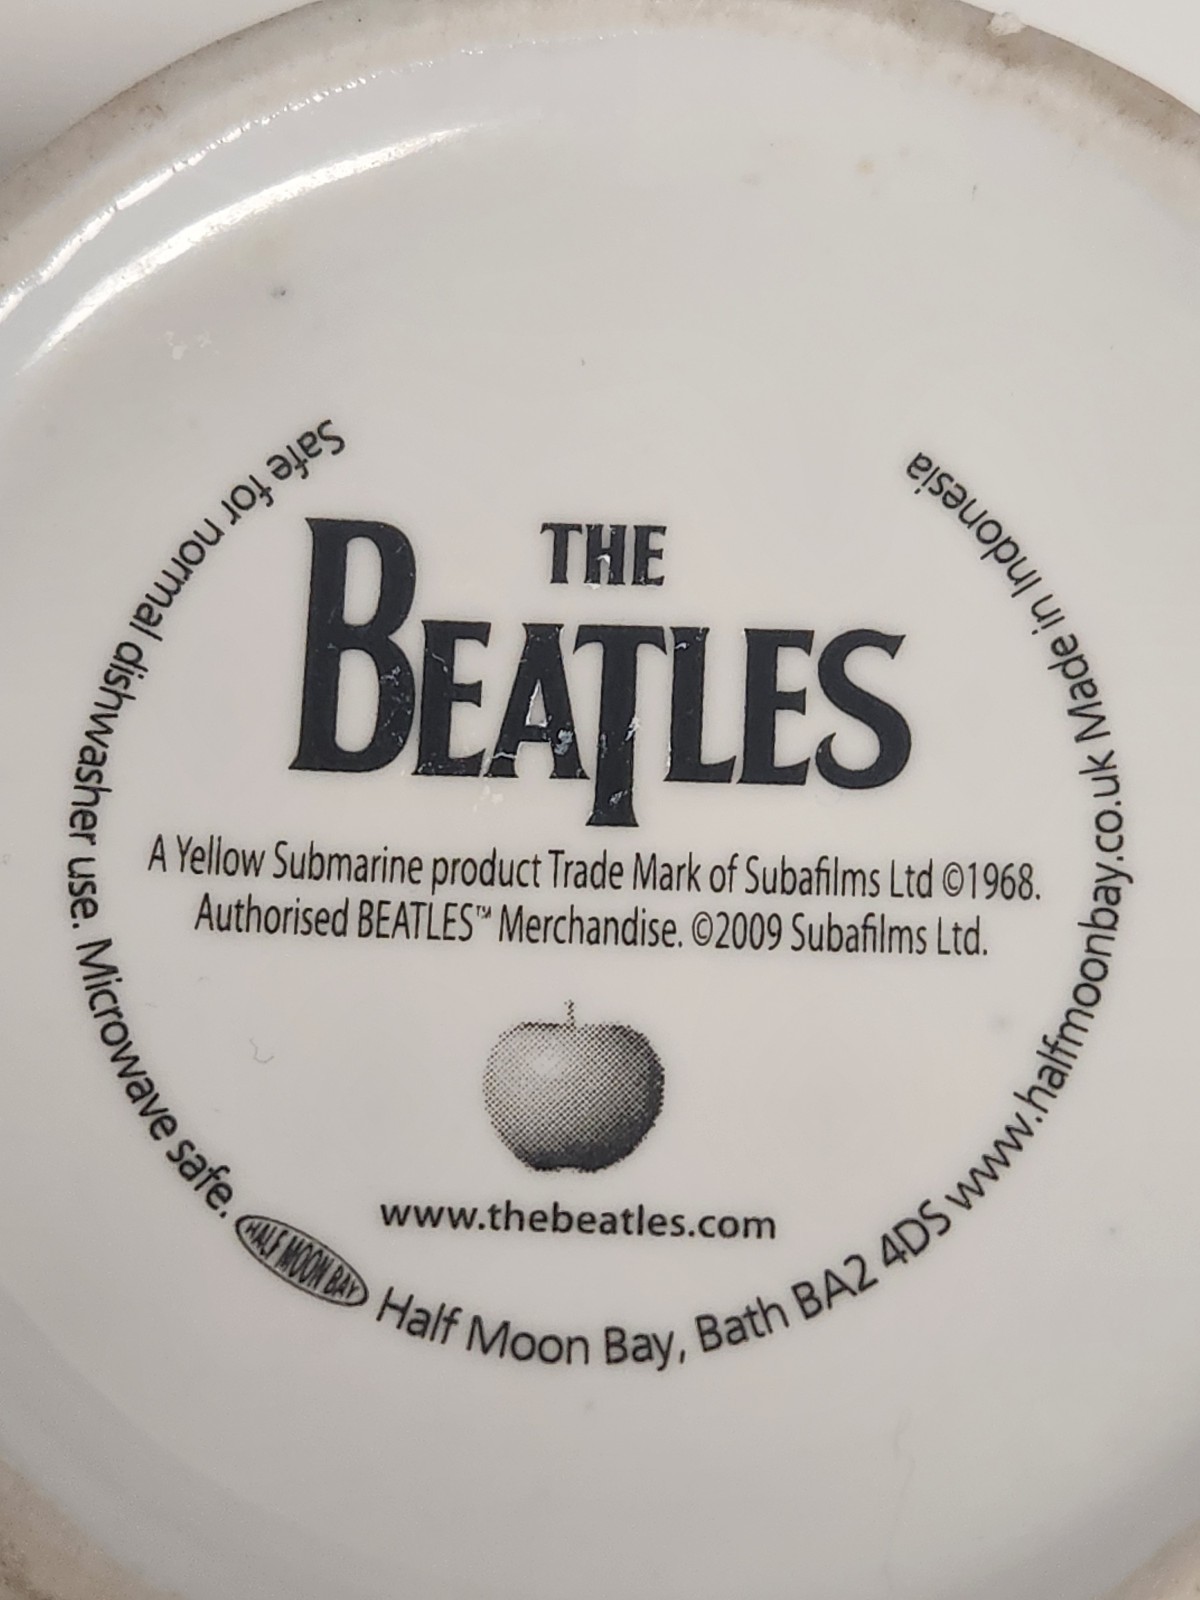 THE
BEATLES
A Yellow Submarine product Trade Mark of Subafilms Ltd ©1968.
Authorised BEATLES™ Merchandise. ©2009 Subafilms Ltd.
www.thebeatles.com
Safe for normal dishwasher use. Microwave safe. HALF MOON BAY Half Moon Bay, Bath BA2 4DS www.halfmoonbay.co.uk Made in Indonesia